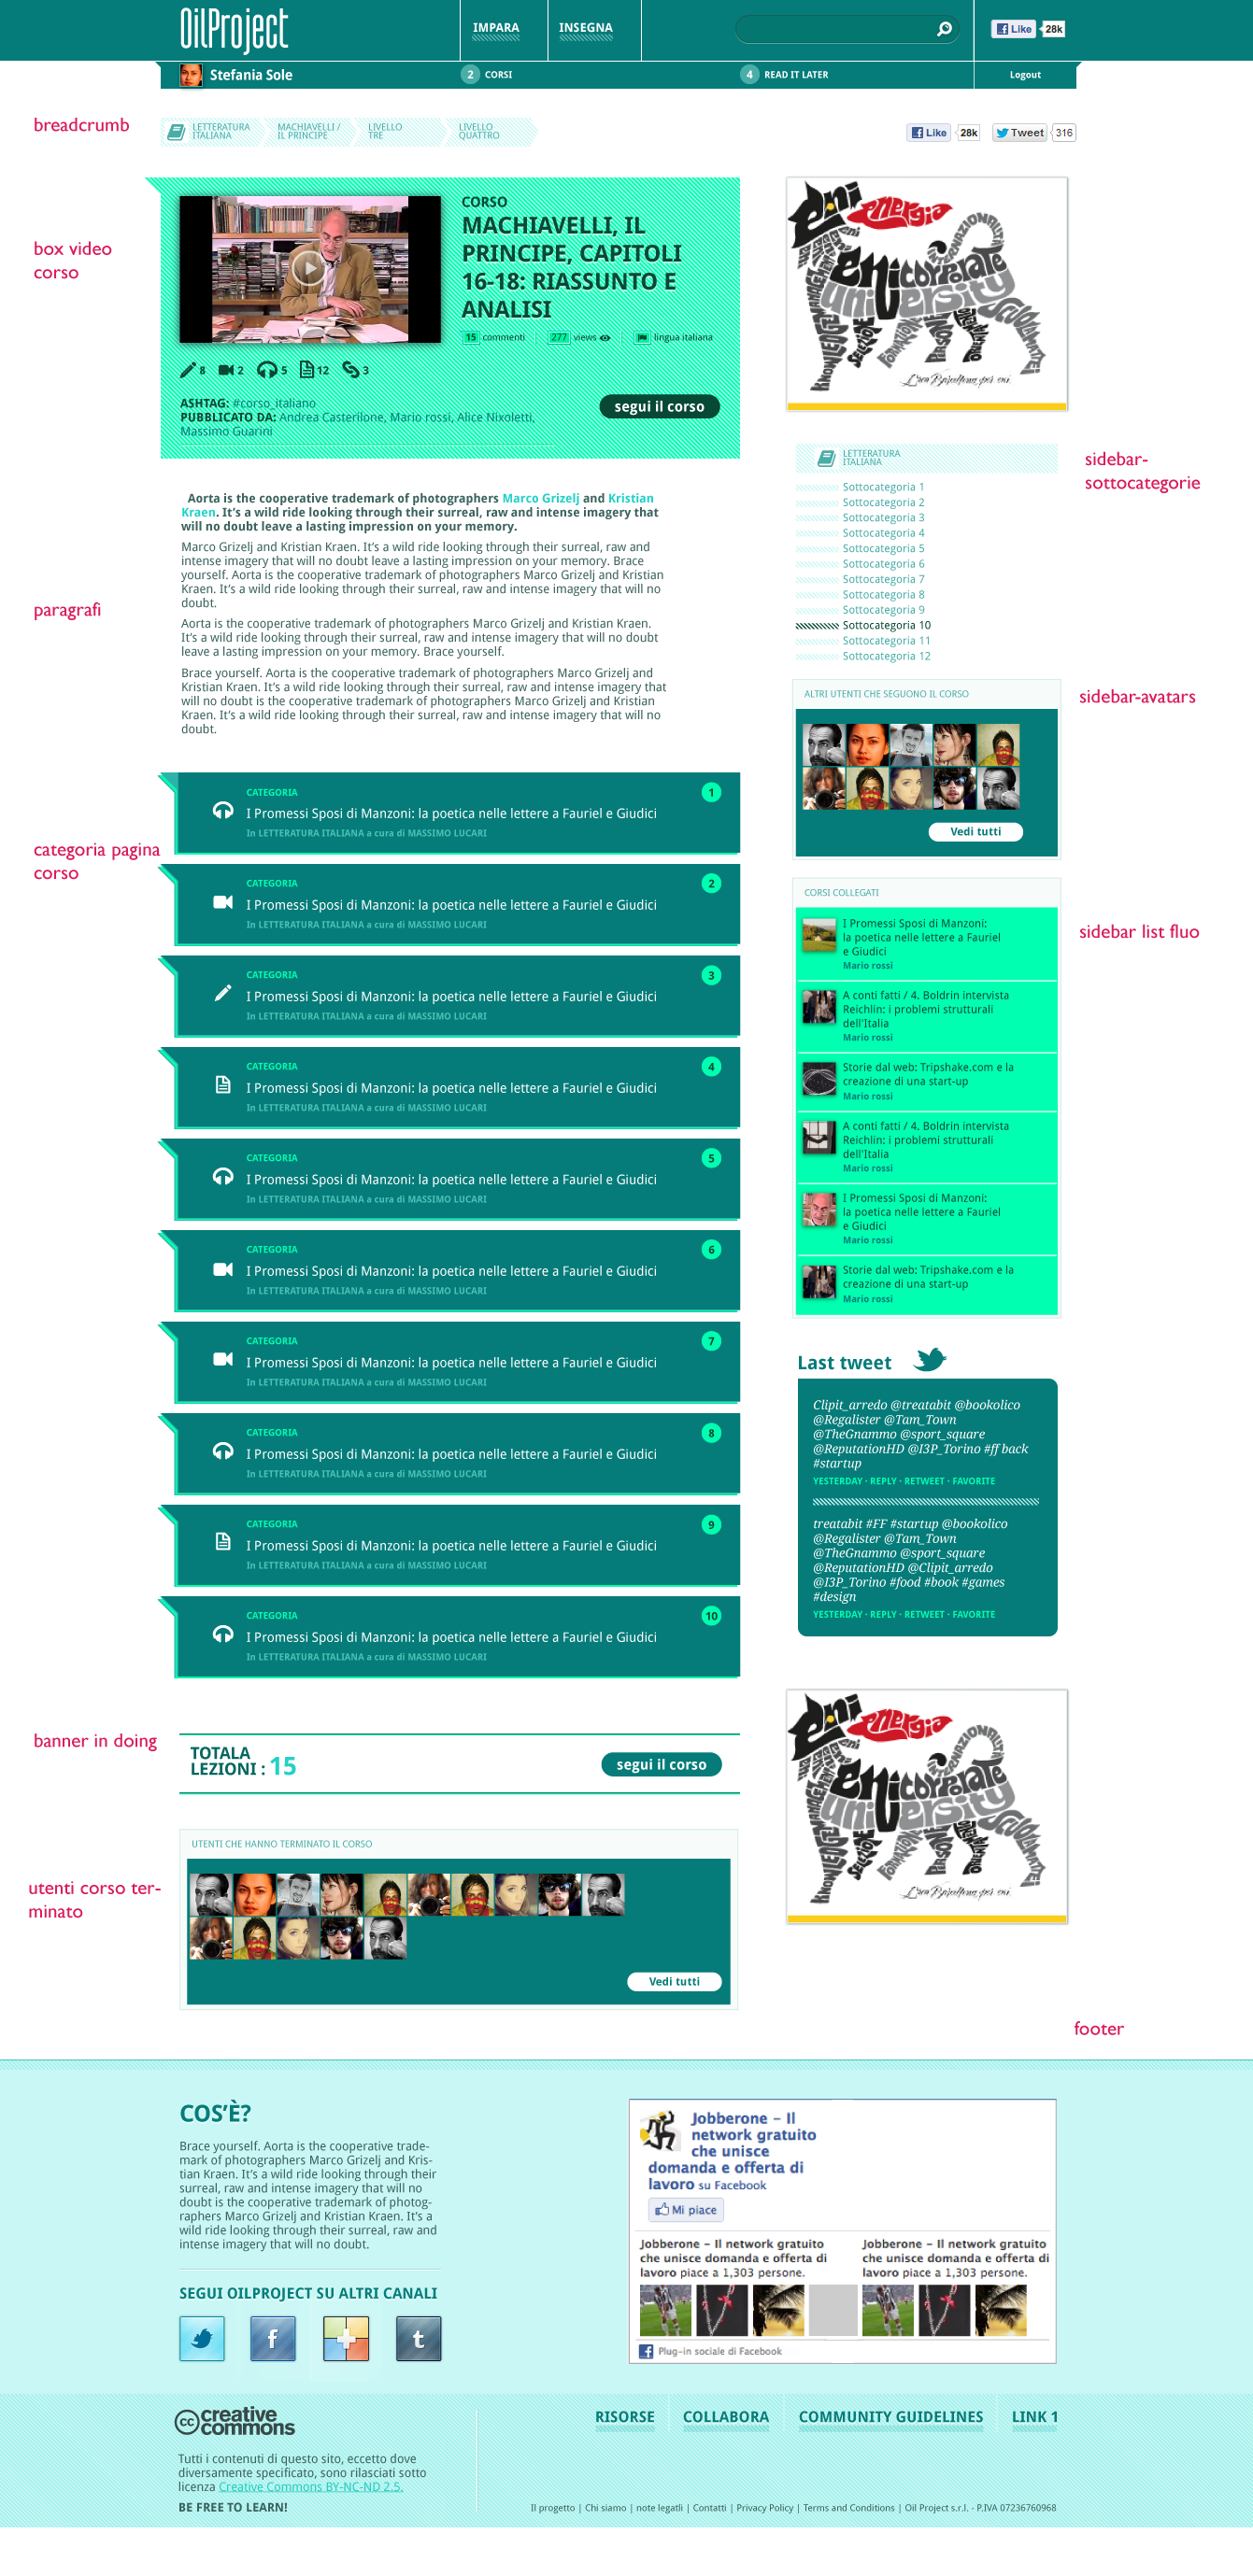 OilProject
IMPARA
INSEGNA
Like 28k
Stefania Sole
2 CORSI
4 READ IT LATER
Logout
breadcrumb
LETTERATURA
ITALIANA
MACHIAVELLI /
IL PRINCIPE
LIVELLO
TRE
LIVELLO
QUATTRO
Like 28k
Tweet 316
box video
corso
CORSO
MACHIAVELLI, IL
PRINCIPE, CAPITOLI
16-18: RIASSUNTO E
ANALISI
15 commenti
277 views
lingua italiana
8 2 5 12 3
ASHTAG: #corso_italiano
PUBBLICATO DA: Andrea Casterilone, Mario rossi, Alice Nixoletti,
Massimo Guarini
segui il corso
eni
energia
enicorporate
university
paragrafi
Aorta is the cooperative trademark of photographers Marco Grizelj and Kristian
Kraen. It's a wild ride looking through their surreal, raw and intense imagery that
will no doubt leave a lasting impression on your memory.
Marco Grizelj and Kristian Kraen. It's a wild ride looking through their surreal, raw and
intense imagery that will no doubt leave a lasting impression on your memory. Brace
yourself. Aorta is the cooperative trademark of photographers Marco Grizelj and Kristian
Kraen. It's a wild ride looking through their surreal, raw and intense imagery that will no
doubt.
Aorta is the cooperative trademark of photographers Marco Grizelj and Kristian Kraen.
It's a wild ride looking through their surreal, raw and intense imagery that will no doubt
leave a lasting impression on your memory. Brace yourself.
Brace yourself. Aorta is the cooperative trademark of photographers Marco Grizelj and
Kristian Kraen. It's a wild ride looking through their surreal, raw and intense imagery that
will no doubt is the cooperative trademark of photographers Marco Grizelj and Kristian
Kraen. It's a wild ride looking through their surreal, raw and intense imagery that will no
doubt.
sidebar-
sottocategorie
LETTERATURA
ITALIANA
Sottocategoria 1
Sottocategoria 2
Sottocategoria 3
Sottocategoria 4
Sottocategoria 5
Sottocategoria 6
Sottocategoria 7
Sottocategoria 8
Sottocategoria 9
Sottocategoria 10
Sottocategoria 11
Sottocategoria 12
sidebar-avatars
ALTRI UTENTI CHE SEGUONO IL CORSO
Vedi tutti
categoria pagina
corso
CATEGORIA 1
I Promessi Sposi di Manzoni: la poetica nelle lettere a Fauriel e Giudici
In LETTERATURA ITALIANA a cura di MASSIMO LUCARI
CATEGORIA 2
I Promessi Sposi di Manzoni: la poetica nelle lettere a Fauriel e Giudici
In LETTERATURA ITALIANA a cura di MASSIMO LUCARI
CATEGORIA 3
I Promessi Sposi di Manzoni: la poetica nelle lettere a Fauriel e Giudici
In LETTERATURA ITALIANA a cura di MASSIMO LUCARI
CATEGORIA 4
I Promessi Sposi di Manzoni: la poetica nelle lettere a Fauriel e Giudici
In LETTERATURA ITALIANA a cura di MASSIMO LUCARI
CATEGORIA 5
I Promessi Sposi di Manzoni: la poetica nelle lettere a Fauriel e Giudici
In LETTERATURA ITALIANA a cura di MASSIMO LUCARI
CATEGORIA 6
I Promessi Sposi di Manzoni: la poetica nelle lettere a Fauriel e Giudici
In LETTERATURA ITALIANA a cura di MASSIMO LUCARI
CATEGORIA 7
I Promessi Sposi di Manzoni: la poetica nelle lettere a Fauriel e Giudici
In LETTERATURA ITALIANA a cura di MASSIMO LUCARI
CATEGORIA 8
I Promessi Sposi di Manzoni: la poetica nelle lettere a Fauriel e Giudici
In LETTERATURA ITALIANA a cura di MASSIMO LUCARI
CATEGORIA 9
I Promessi Sposi di Manzoni: la poetica nelle lettere a Fauriel e Giudici
In LETTERATURA ITALIANA a cura di MASSIMO LUCARI
CATEGORIA 10
I Promessi Sposi di Manzoni: la poetica nelle lettere a Fauriel e Giudici
In LETTERATURA ITALIANA a cura di MASSIMO LUCARI
sidebar list fluo
CORSI COLLEGATI
I Promessi Sposi di Manzoni:
la poetica nelle lettere a Fauriel
e Giudici
Mario rossi
A conti fatti / 4. Boldrin intervista
Reichlin: i problemi strutturali
dell'Italia
Mario rossi
Storie dal web: Tripshake.com e la
creazione di una start-up
Mario rossi
A conti fatti / 4. Boldrin intervista
Reichlin: i problemi strutturali
dell'Italia
Mario rossi
I Promessi Sposi di Manzoni:
la poetica nelle lettere a Fauriel
e Giudici
Mario rossi
Storie dal web: Tripshake.com e la
creazione di una start-up
Mario rossi
Last tweet
Clipit_arredo @treatabit @bookolico
@Regalister @Tam_Town
@TheGnammo @sport_square
@ReputationHD @I3P_Torino #ff back
#startup
YESTERDAY · REPLY · RETWEET · FAVORITE
treatabit #FF #startup @bookolico
@Regalister @Tam_Town
@TheGnammo @sport_square
@ReputationHD @Clipit_arredo
@I3P_Torino #food #book #games
#design
YESTERDAY · REPLY · RETWEET · FAVORITE
eni
energia
enicorporate
university
banner in doing
TOTALA
LEZIONI : 15
segui il corso
utenti corso ter-
minato
UTENTI CHE HANNO TERMINATO IL CORSO
Vedi tutti
footer
COS'È?
Brace yourself. Aorta is the cooperative trade-
mark of photographers Marco Grizelj and Kris-
tian Kraen. It's a wild ride looking through their
surreal, raw and intense imagery that will no
doubt is the cooperative trademark of photog-
raphers Marco Grizelj and Kristian Kraen. It's a
wild ride looking through their surreal, raw and
intense imagery that will no doubt.
SEGUI OILPROJECT SU ALTRI CANALI
f
t
Jobberone – Il
network gratuito
che unisce
domanda e offerta di
lavoro su Facebook
Mi piace
Jobberone – Il network gratuito
che unisce domanda e offerta di
lavoro piace a 1,303 persone.
Jobberone – Il network gratuito
che unisce domanda e offerta di
lavoro piace a 1,303 persone.
Plug-in sociale di Facebook
cc creative
commons
Tutti i contenuti di questo sito, eccetto dove
diversamente specificato, sono rilasciati sotto
licenza Creative Commons BY-NC-ND 2.5.
BE FREE TO LEARN!
RISORSE
COLLABORA
COMMUNITY GUIDELINES
LINK 1
Il progetto | Chi siamo | note legatli | Contatti | Privacy Policy | Terms and Conditions | Oil Project s.r.l. - P.IVA 07236760968